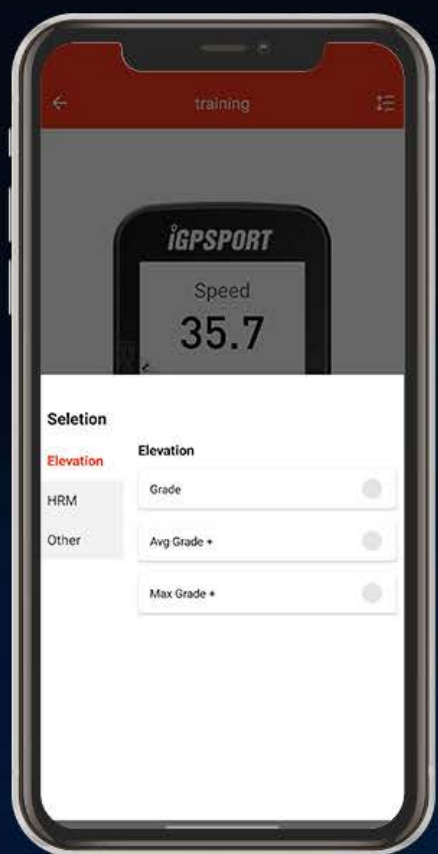 training
iGPSPORT
Speed
35.7
Seletion
Elevation
HRM
Other
Elevation
Grade
Avg Grade +
Max Grade +